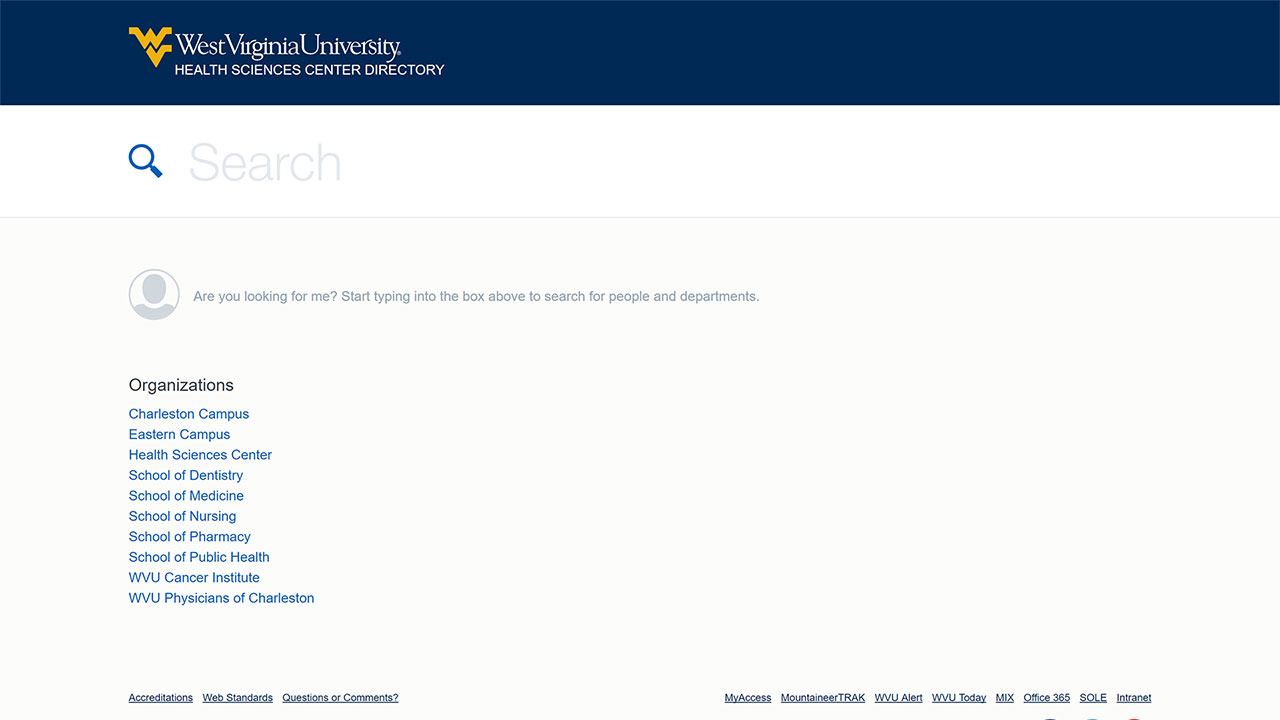 West Virginia University®
HEALTH SCIENCES CENTER DIRECTORY
Search
Are you looking for me? Start typing into the box above to search for people and departments.
Organizations
Charleston Campus
Eastern Campus
Health Sciences Center
School of Dentistry
School of Medicine
School of Nursing
School of Pharmacy
School of Public Health
WVU Cancer Institute
WVU Physicians of Charleston
Accreditations Web Standards Questions or Comments? MyAccess MountaineerTRAK WVU Alert WVU Today MIX Office 365 SOLE Intranet